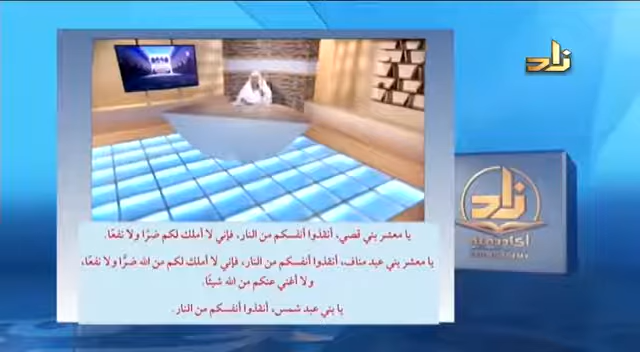 زاد
يا معشر بني قصي، أنقذوا أنفسكم من النار، فإني لا أملك لكم ضرًّا ولا نفعًا.
يا معشر بني عبد مناف، أنقذوا أنفسكم من النار، فإني لا أملك لكم من الله ضرًّا ولا نفعًا،
ولا أغني عنكم من الله شيئًا.
يا بني عبد شمس، أنقذوا أنفسكم من النار.
زاد
أكاديمية